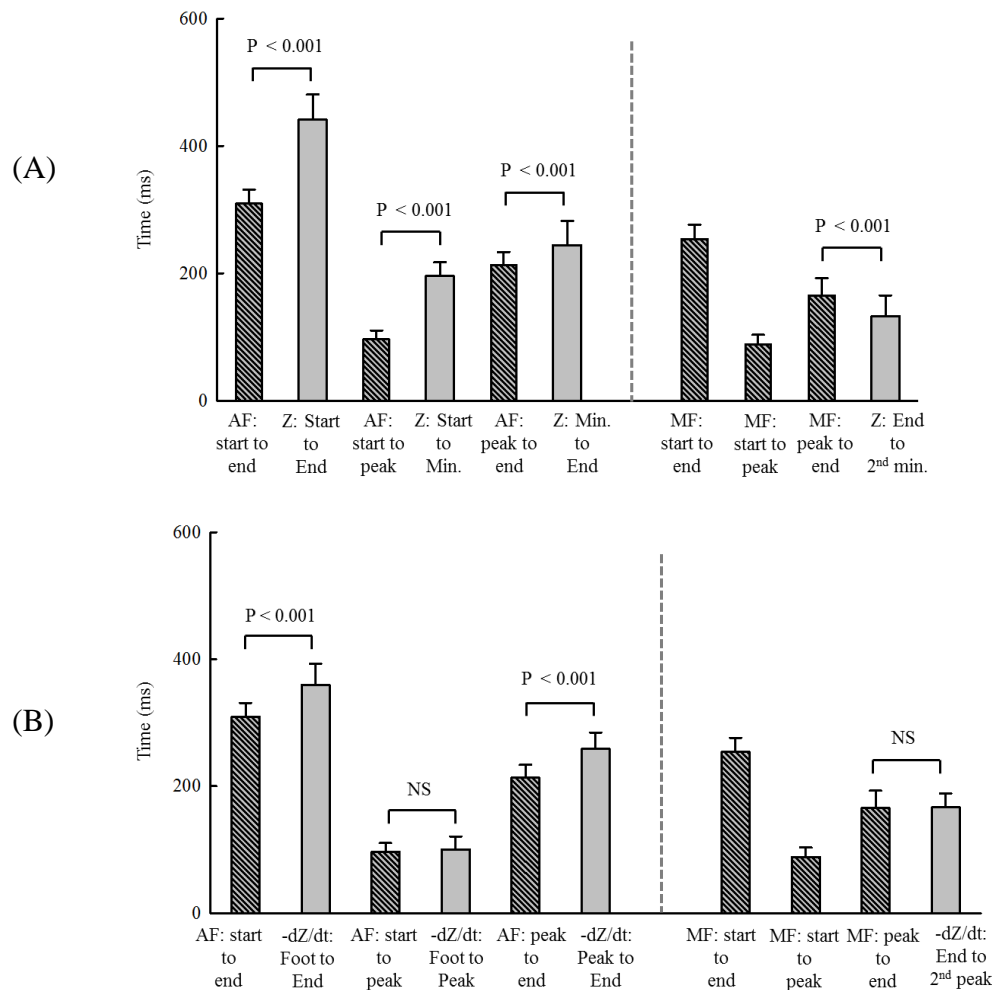 (A)
Time (ms)
600
400
200
0
P < 0.001
P < 0.001
P < 0.001
P < 0.001
AF:
start to
end
Z: Start
to
End
AF:
start to
peak
Z: Start
to
Min.
AF:
peak to
end
Z: Min.
to
End
MF:
start to
end
MF:
start to
peak
MF:
peak to
end
Z: End
to
2nd min.
(B)
Time (ms)
600
400
200
0
P < 0.001
NS
P < 0.001
NS
AF: start
to
end
-dZ/dt:
Foot to
End
AF: start
to
peak
-dZ/dt:
Foot to
Peak
AF: peak
to
end
-dZ/dt:
Peak to
End
MF: start
to
end
MF: start
to
peak
MF: peak
to
end
-dZ/dt:
End to
2nd peak